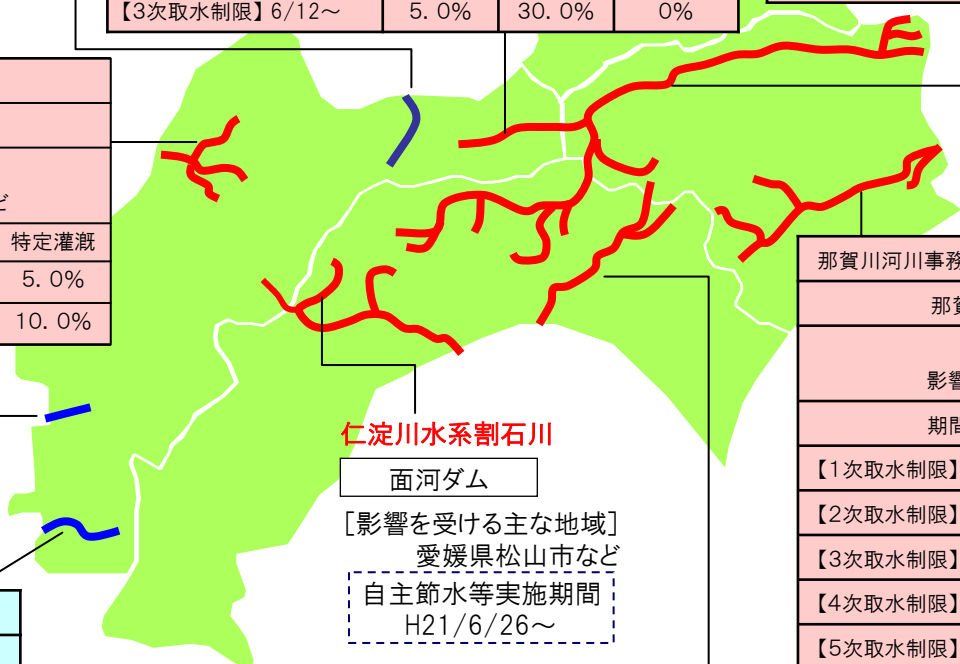 【3次取水制限】 6/12～ 5.0% 30.0% 0%
ど
特定灌漑
5.0%
10.0%
仁淀川水系割石川
面河ダム
[影響を受ける主な地域]
愛媛県松山市など
自主節水等実施期間
H21/6/26～
那賀川河川事務
那賀
影響
期間
【1次取水制限】
【2次取水制限】
【3次取水制限】
【4次取水制限】
【5次取水制限】